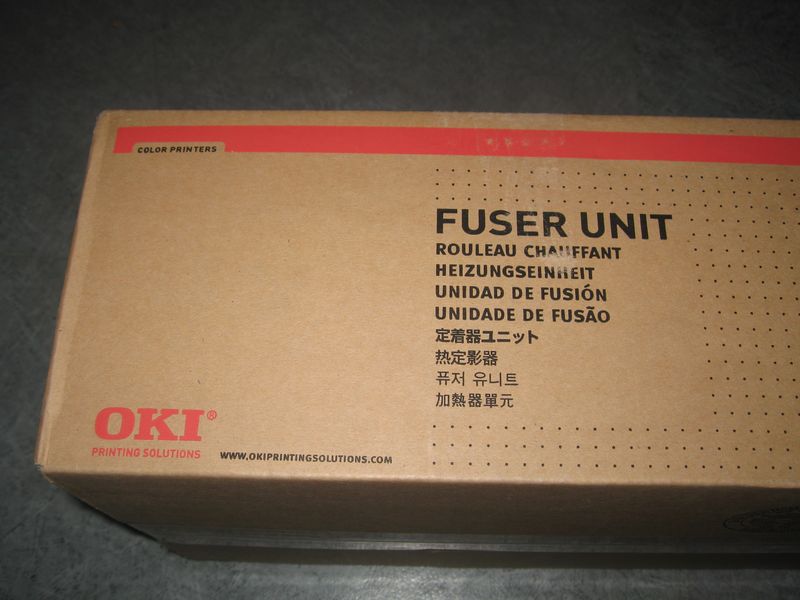 COLOR PRINTERS
FUSER UNIT
ROULEAU CHAUFFANT
HEIZUNGSEINHEIT
UNIDAD DE FUSIÓN
UNIDADE DE FUSÃO
定着器ユニット
热定影器
퓨저 유니트
加熱器單元
OKI®
PRINTING SOLUTIONS
WWW.OKIPRINTINGSOLUTIONS.COM